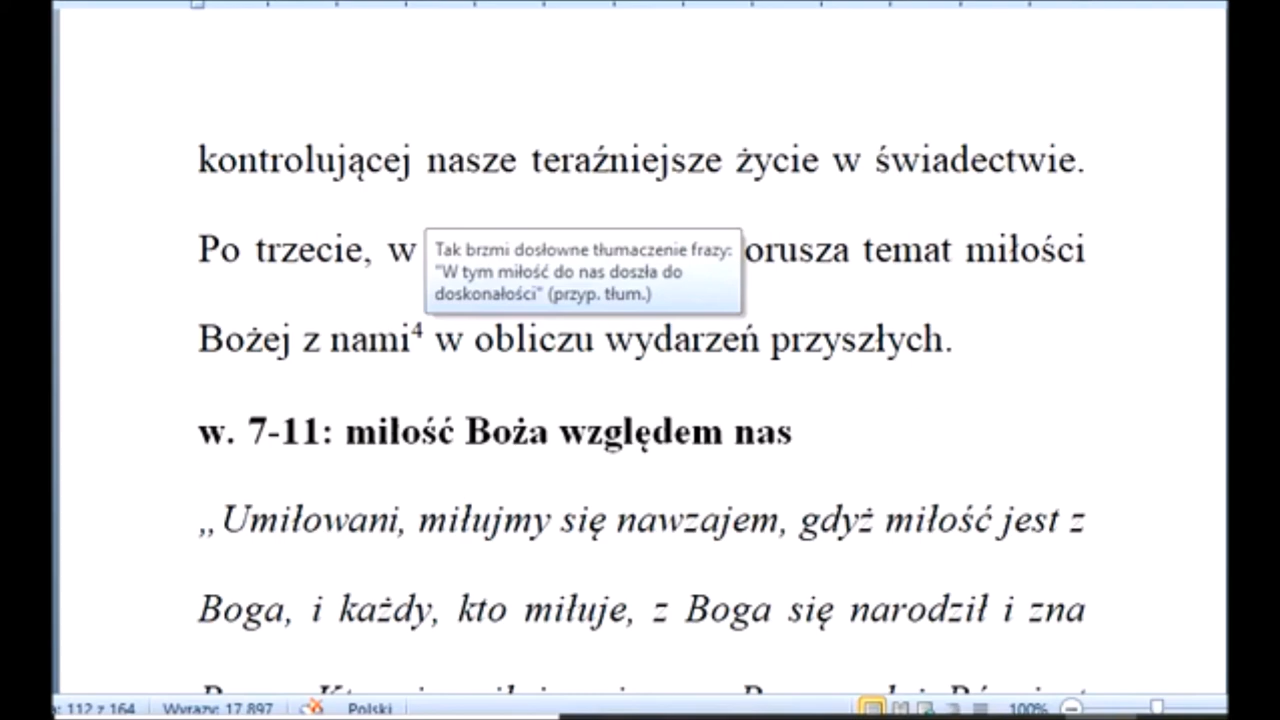 kontrolującej nasze teraźniejsze życie w świadectwie.
Po trzecie, w
orusza temat miłości
Tak brzmi dosłowne tłumaczenie frazy:
"W tym miłość do nas doszła do
doskonałości" (przyp. tłum.)
Bożej z nami⁴ w obliczu wydarzeń przyszłych.
w. 7-11: miłość Boża względem nas
„Umiłowani, miłujmy się nawzajem, gdyż miłość jest z
Boga, i każdy, kto miłuje, z Boga się narodził i zna
: 112 z 164 Wyrazy: 17 897 Polski 100%